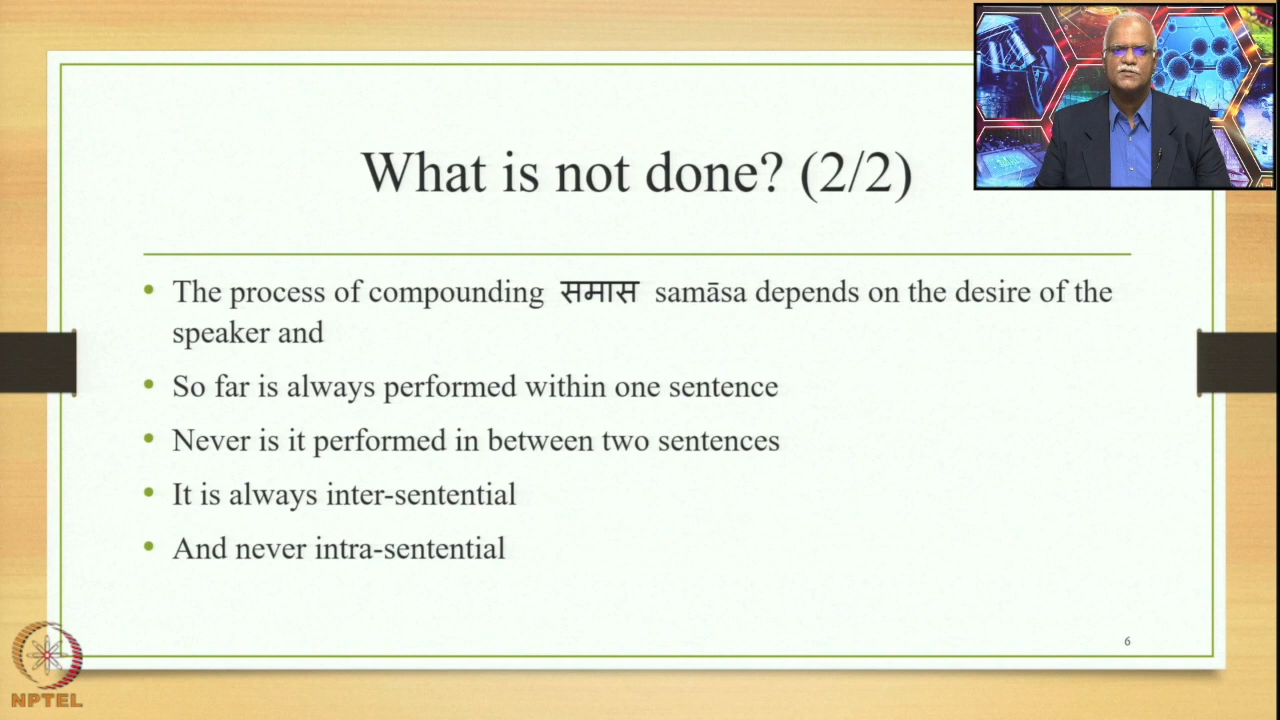 What is not done? (2/2)
• The process of compounding समास samāsa depends on the desire of the
speaker and
• So far is always performed within one sentence
• Never is it performed in between two sentences
• It is always inter-sentential
• And never intra-sentential
6
NPTEL